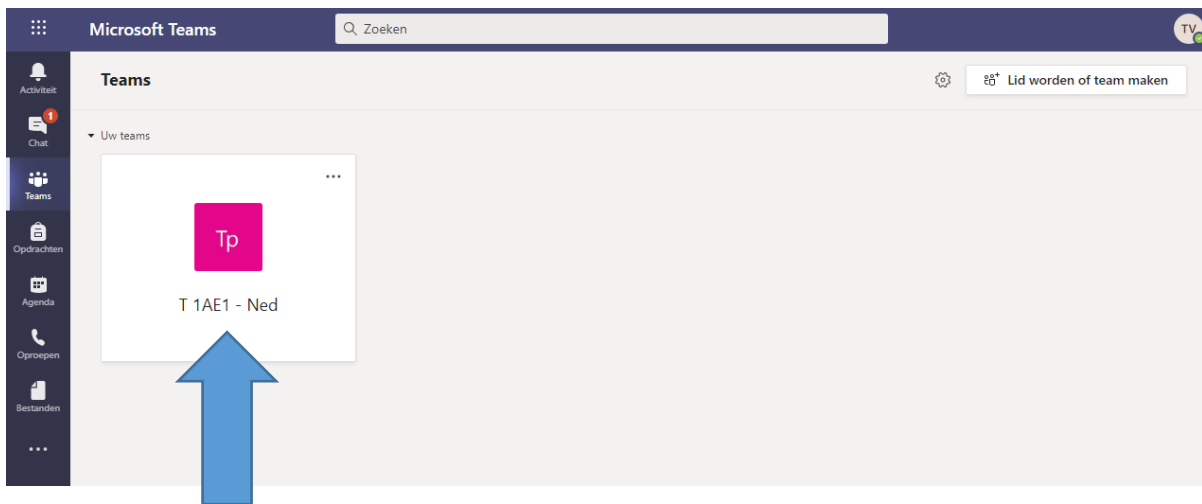 Microsoft Teams
Zoeken
TV
Activiteit
1
Chat
Teams
Opdrachten
Agenda
Oproepen
Bestanden
Teams
Lid worden of team maken
Uw teams
Tp
T 1AE1 - Ned